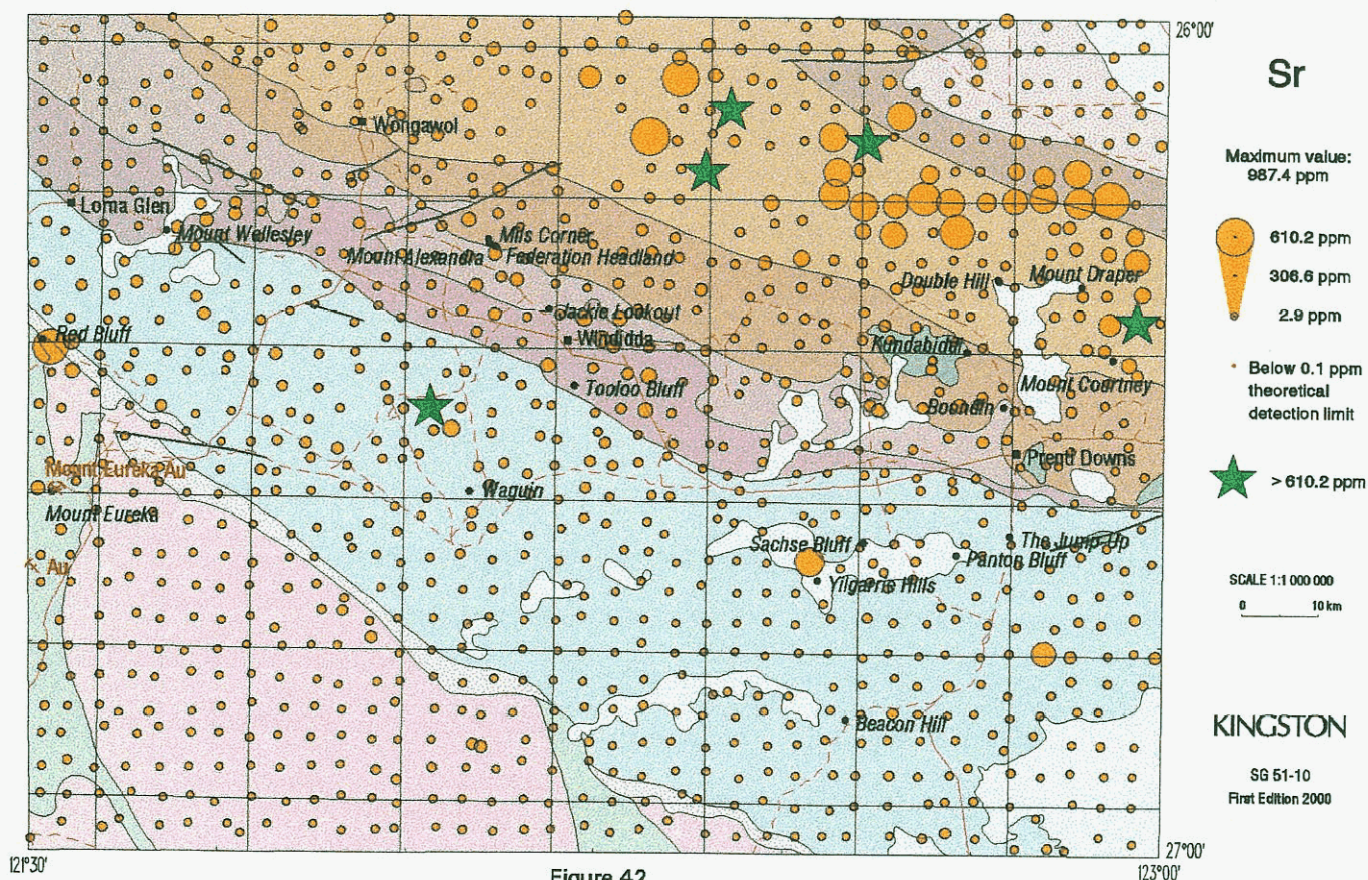 26°00'
Sr
Maximum value:
987.4 ppm
610.2 ppm
306.6 ppm
2.9 ppm
Below 0.1 ppm
theoretical
detection limit
> 610.2 ppm
SCALE 1:1 000 000
0 10 km
KINGSTON
SG 51-10
First Edition 2000
Wongawol
Lorna Glen
Mount Wellesley
Mils Corner
Mount Alexandra
Federation Headland
Double Hill
Mount Draper
Jackie Lookout
Red Bluff
Windidda
Kundabiddi
Mount Courtney
Tooloo Bluff
Boondin
Prenti Downs
Mount Eureka Au
Waguin
Mount Eureka
Sachse Bluff
The Jump-Up
Panton Bluff
Au
Yilgarrie Hills
Beacon Hill
121°30'
27°00'
123°00'
Figure 42